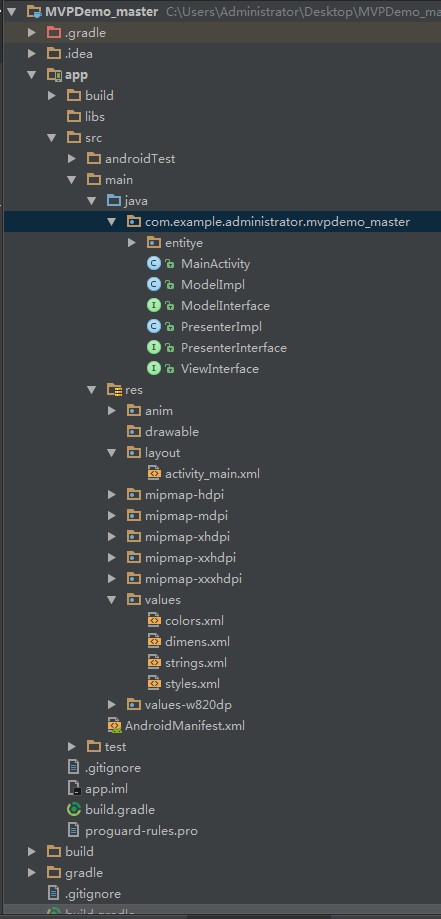 MVPDemo_master C:\Users\Administrator\Desktop\MVPDemo_ma
.gradle
.idea
app
build
libs
src
androidTest
main
java
com.example.administrator.mvpdemo_master
entitye
C MainActivity
C ModelImpl
I ModelInterface
C PresenterImpl
I PresenterInterface
I ViewInterface
res
anim
drawable
layout
activity_main.xml
mipmap-hdpi
mipmap-mdpi
mipmap-xhdpi
mipmap-xxhdpi
mipmap-xxxhdpi
values
colors.xml
dimens.xml
strings.xml
styles.xml
values-w820dp
AndroidManifest.xml
test
.gitignore
app.iml
build.gradle
proguard-rules.pro
build
gradle
.gitignore
build.gradle